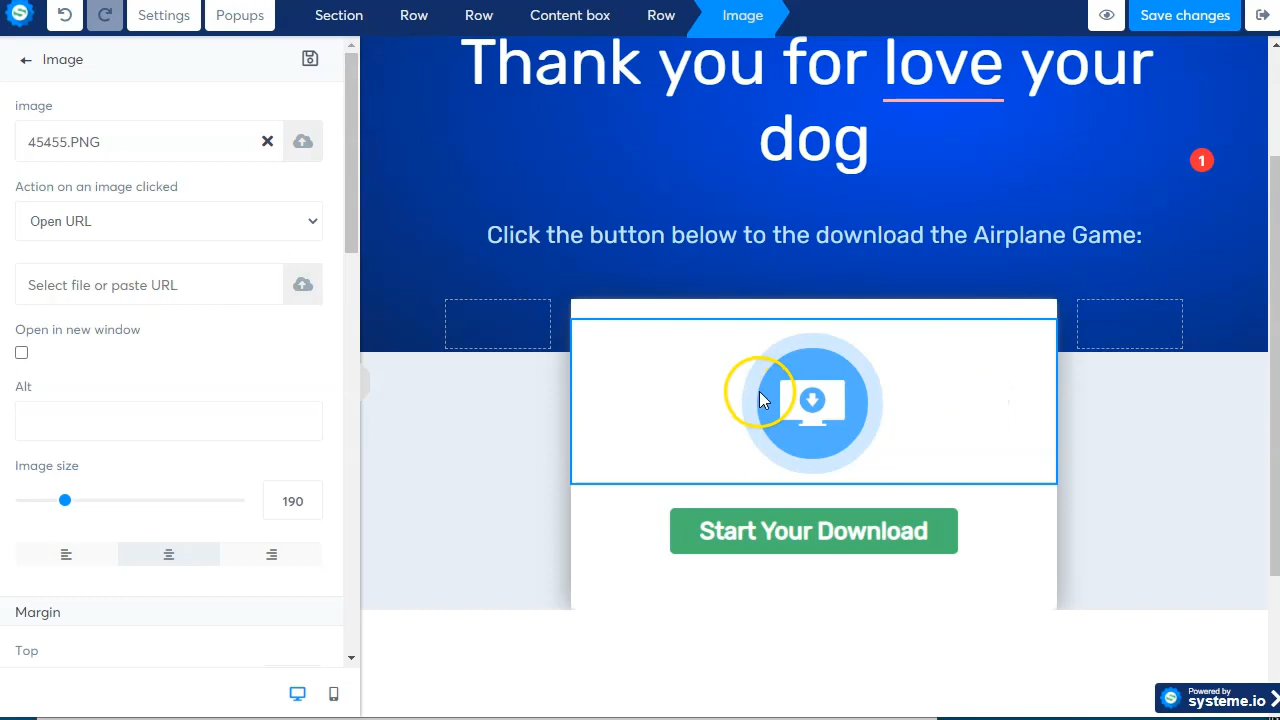 Settings
Popups
Section
Row
Row
Content box
Row
Image
Save changes
Image
image
45455.PNG
Action on an image clicked
Open URL
Select file or paste URL
Open in new window
Alt
Image size
190
Margin
Top
Thank you for love your
dog
1
Click the button below to the download the Airplane Game:
Start Your Download
Powered by
systeme.io